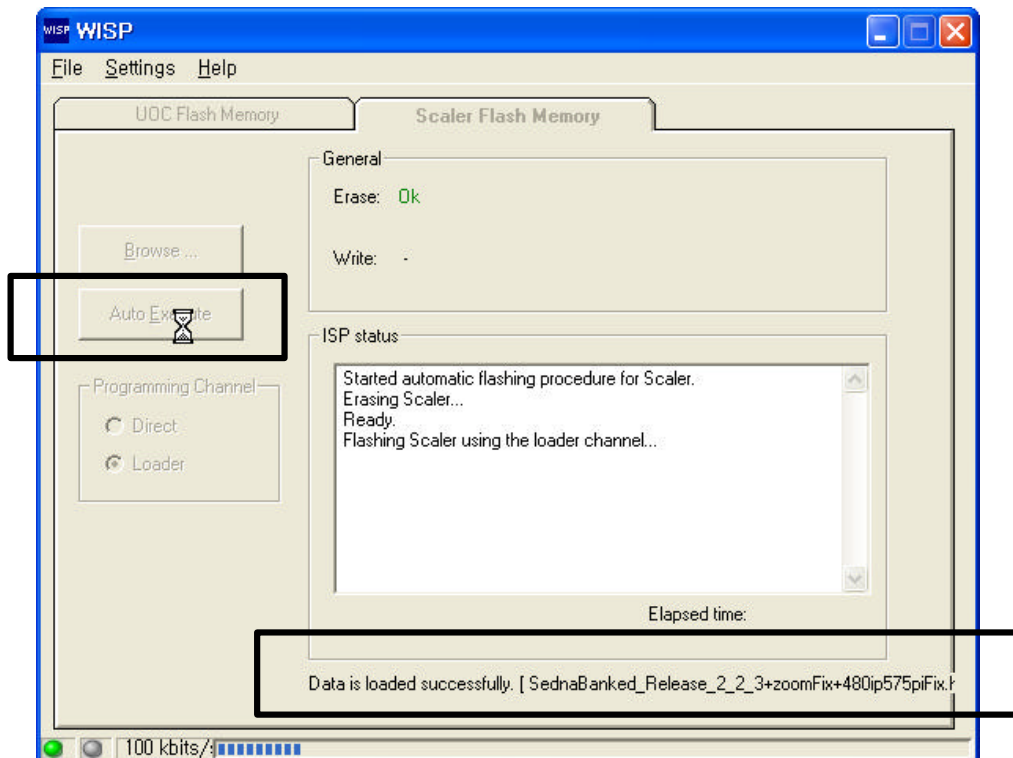 WISP WISP
File Settings Help
UOC Flash Memory Scaler Flash Memory
General
Erase: Ok
Browse ...
Write: -
Auto Execute
ISP status
Started automatic flashing procedure for Scaler.
Erasing Scaler...
Ready.
Flashing Scaler using the loader channel...
Programming Channel
Direct
Loader
Elapsed time:
Data is loaded successfully. [ SednaBanked_Release_2_2_3+zoomFix+480ip575piFix.h
100 kbits/s